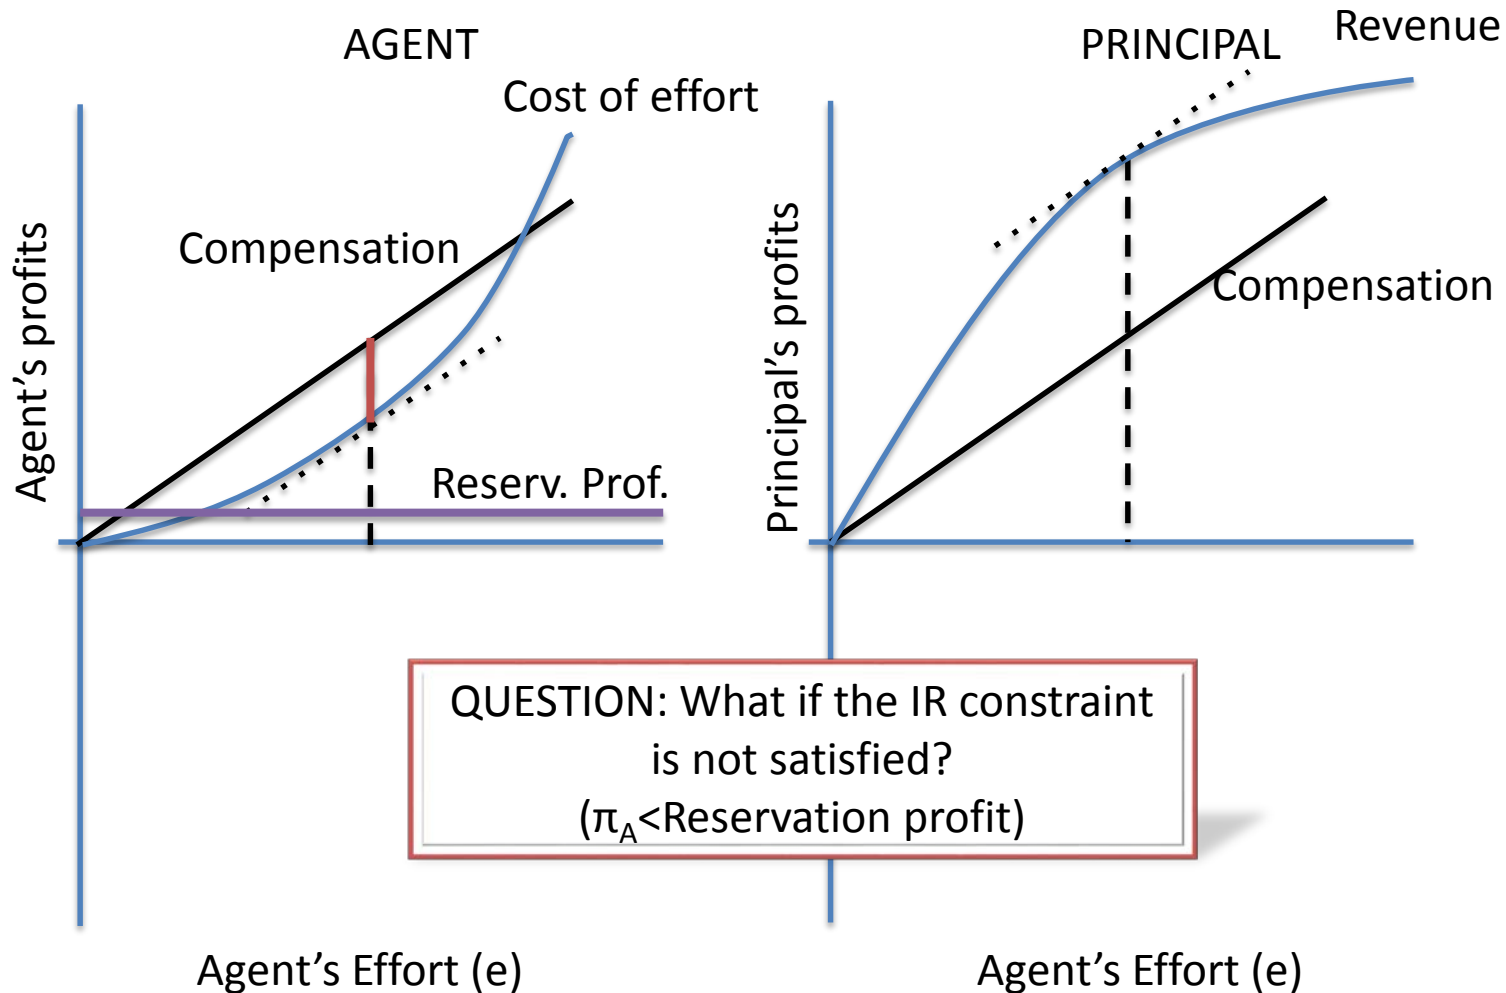 AGENT
Cost of effort
Compensation
Agent's profits
Reserv. Prof.
Agent's Effort (e)
PRINCIPAL
Revenue
Compensation
Principal's profits
Agent's Effort (e)
QUESTION: What if the IR constraint
is not satisfied?
(πA<Reservation profit)